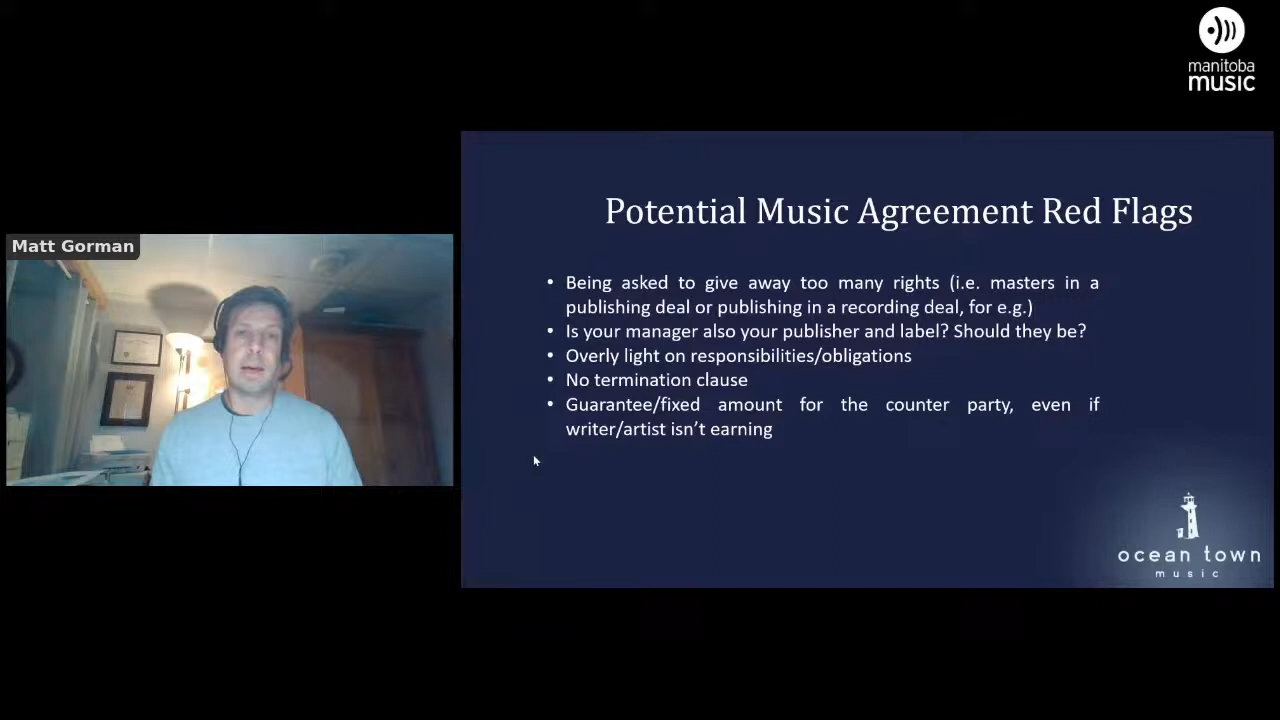 manitoba
music
Matt Gorman
Potential Music Agreement Red Flags
• Being asked to give away too many rights (i.e. masters in a
publishing deal or publishing in a recording deal, for e.g.)
• Is your manager also your publisher and label? Should they be?
• Overly light on responsibilities/obligations
• No termination clause
• Guarantee/fixed amount for the counter party, even if
writer/artist isn’t earning
ocean town
music